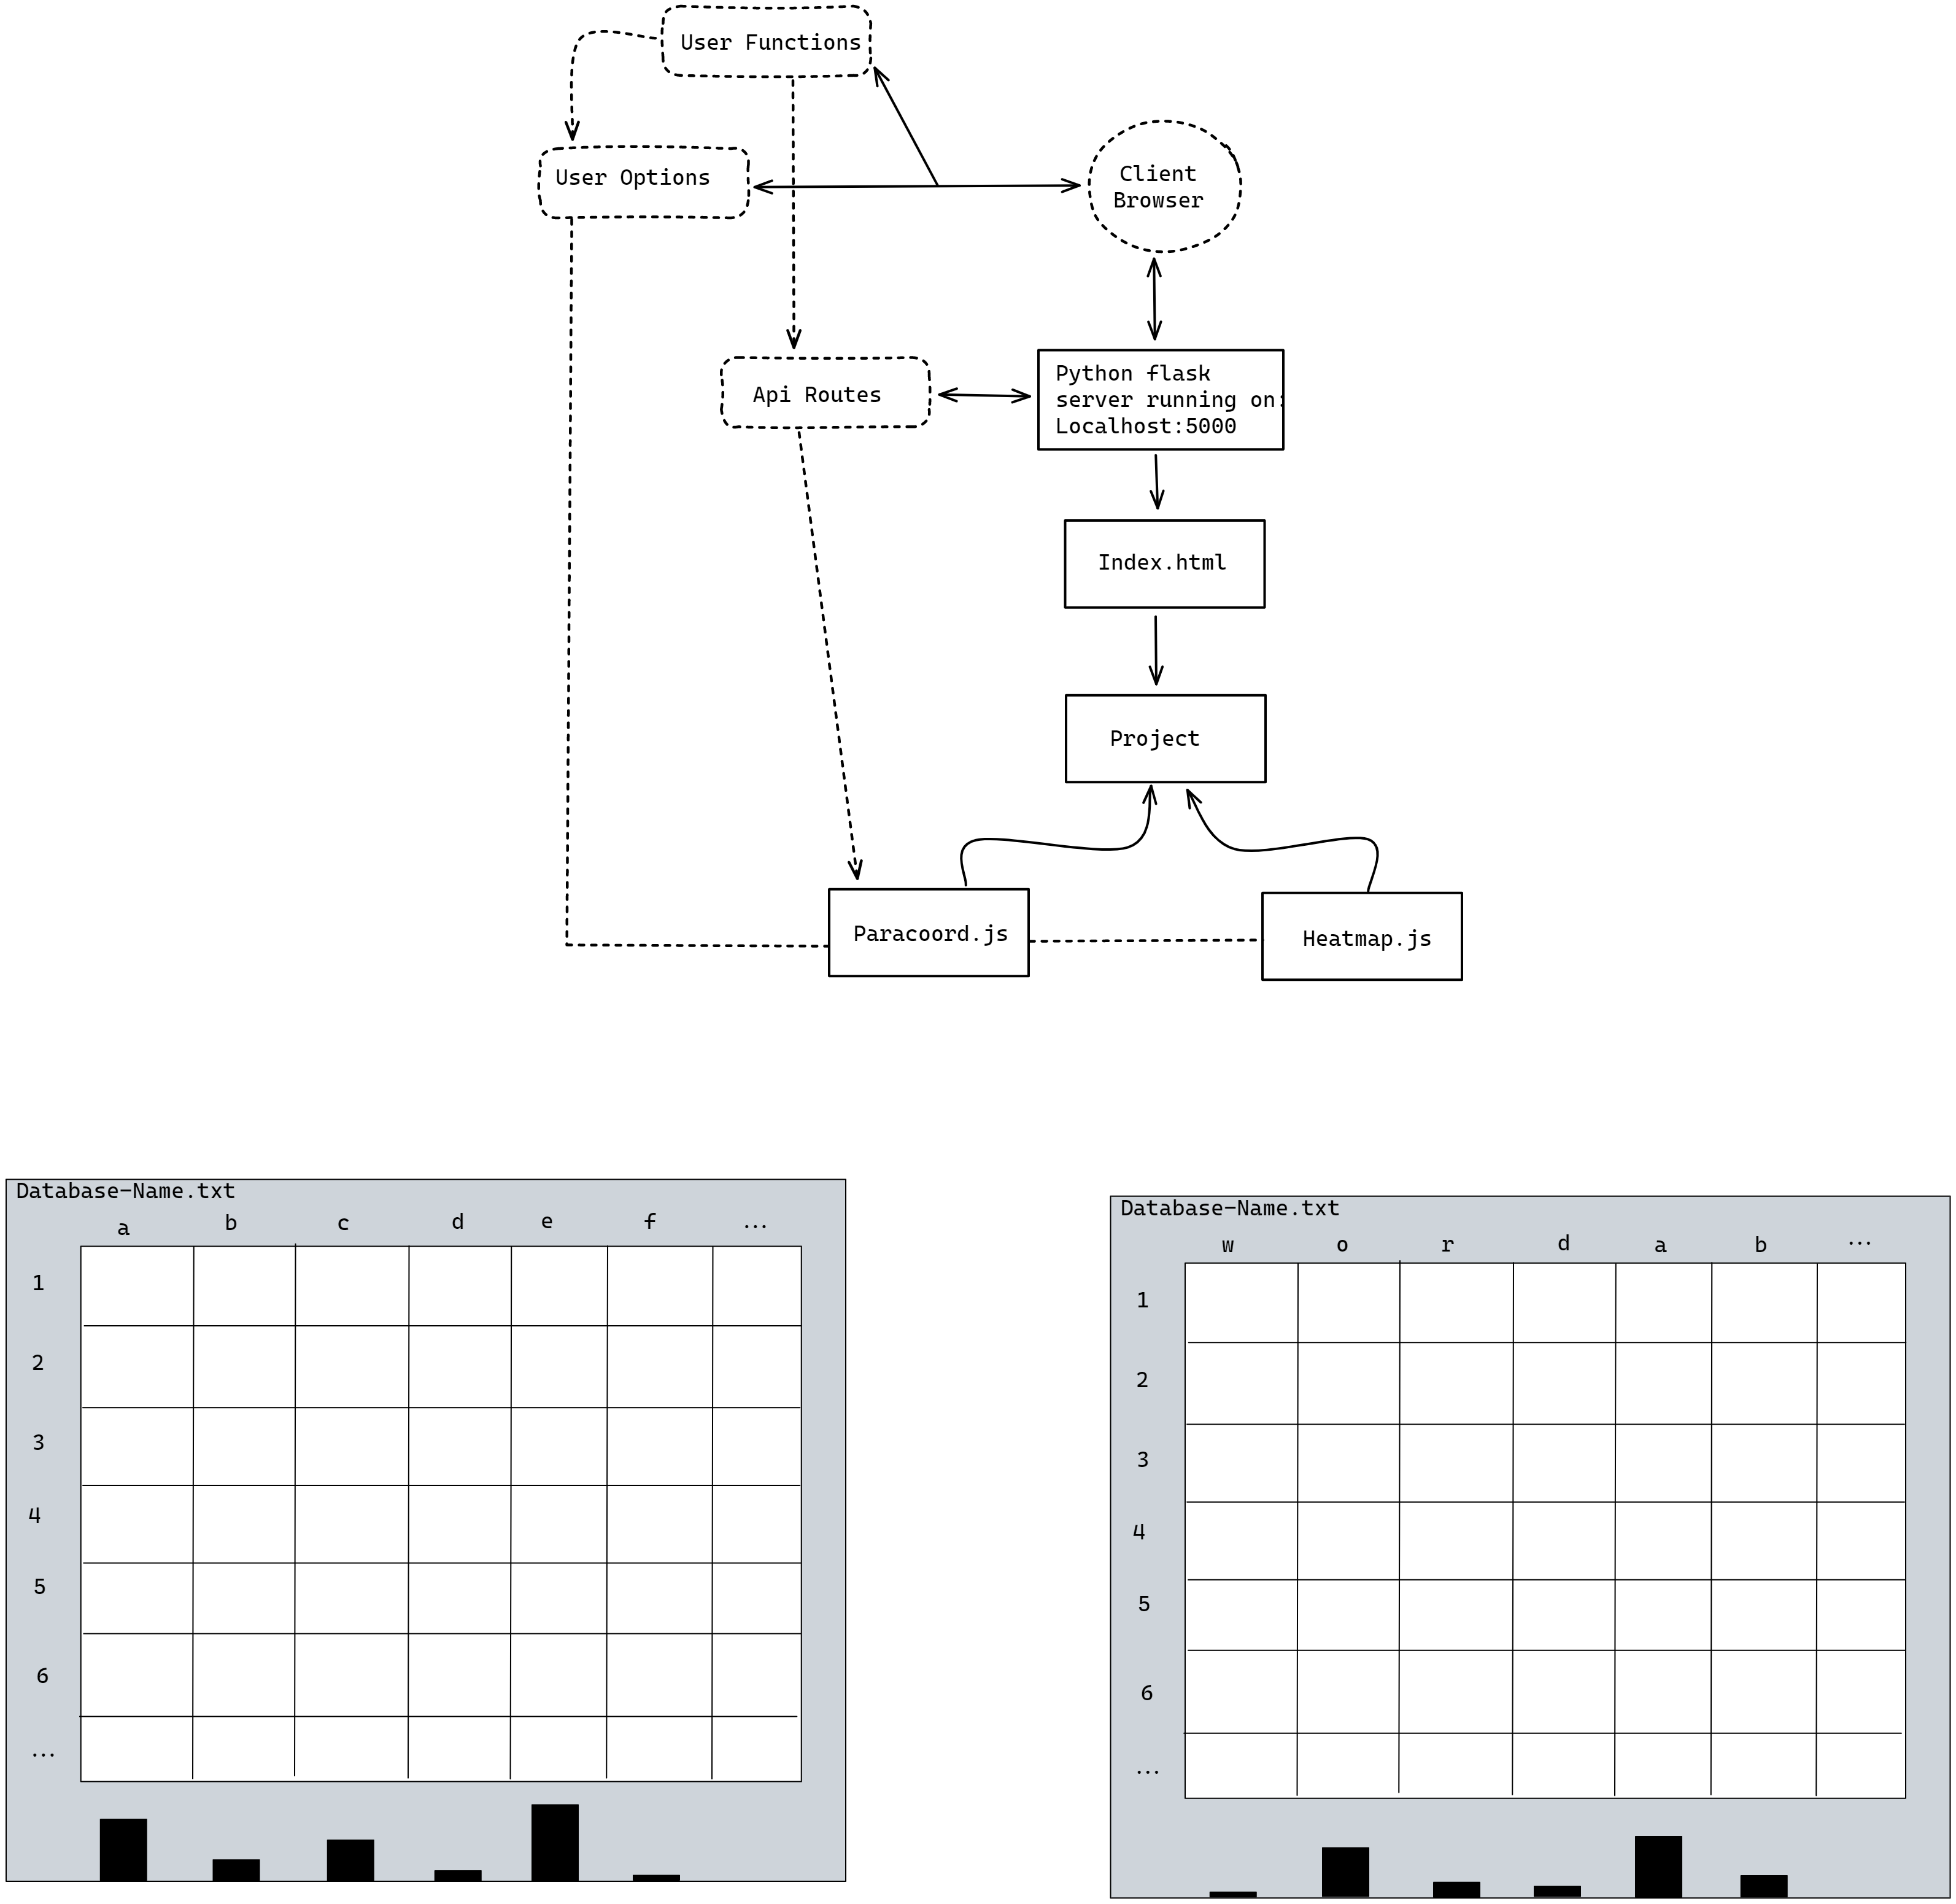 User Functions
User Options
Client
Browser
Api Routes
Python flask
server running on:
Localhost:5000
Index.html
Project
Paracoord.js
Heatmap.js
Database-Name.txt
a b c d e f ...
1
2
3
4
5
6
...
Database-Name.txt
w o r d a b ...
1
2
3
4
5
6
...